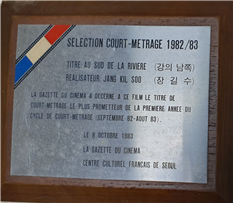 SELECTION COURT-METRAGE 1982/83
TITRE AU SUD DE LA RIVIERE (강의 남쪽)
REALISATEUR JANG KIL SOO (장 길 수)
LA GAZETTE DU CINEMA A DECERNE A CE FILM LE TITRE DE
COURT-METRAGE LE PLUS PROMETTEUR DE LA PREMIERE ANNEE DU
CYCLE DE COURT-METRAGE (SEPTEMBRE 82-AOUT 83).
LE 8 OCTOBRE 1983
LA GAZETTE DU CINEMA
CENTRE CULTUREL FRANCAIS DE SEOUL